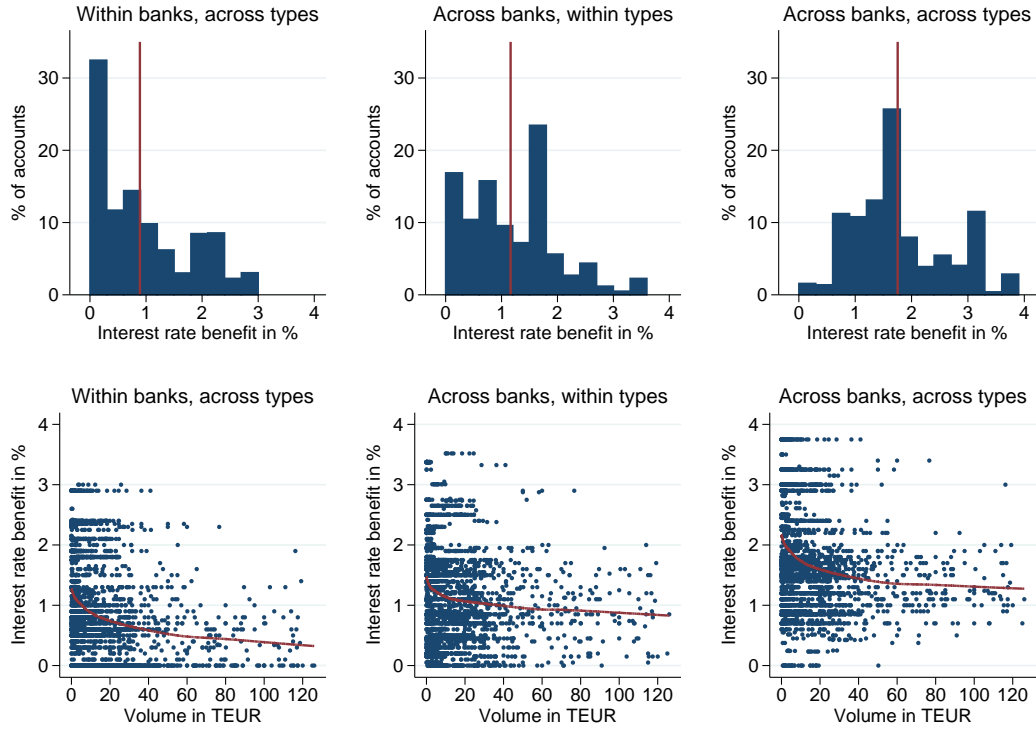 Within banks, across types
Across banks, within types
Across banks, across types
% of accounts
30
20
10
0
0 1 2 3 4
Interest rate benefit in %
% of accounts
30
20
10
0
0 1 2 3 4
Interest rate benefit in %
% of accounts
30
20
10
0
0 1 2 3 4
Interest rate benefit in %
Within banks, across types
Across banks, within types
Across banks, across types
Interest rate benefit in %
4
3
2
1
0
0 20 40 60 80 100 120
Volume in TEUR
Interest rate benefit in %
4
3
2
1
0
0 20 40 60 80 100 120
Volume in TEUR
Interest rate benefit in %
4
3
2
1
0
0 20 40 60 80 100 120
Volume in TEUR